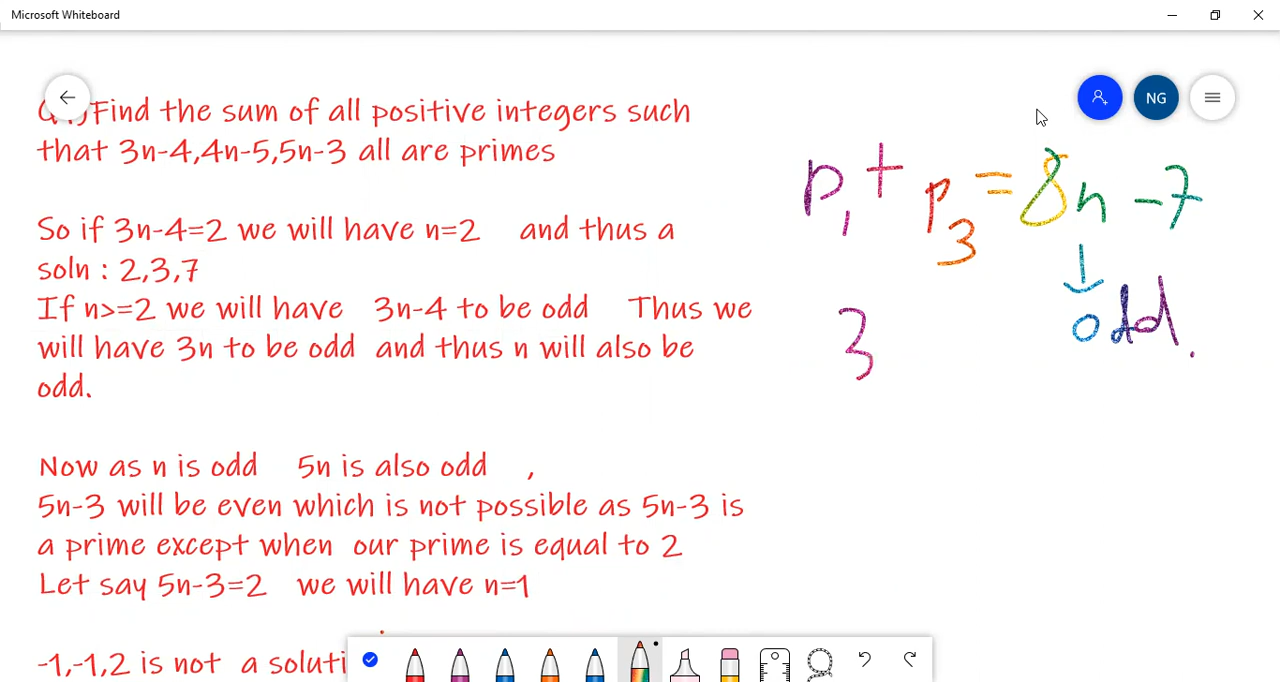 Microsoft Whiteboard
NG
Find the sum of all positive integers such
that 3n-4,4n-5,5n-3 all are primes
So if 3n-4=2 we will have n=2 and thus a
soln : 2,3,7
If n>=2 we will have 3n-4 to be odd Thus we
will have 3n to be odd and thus n will also be
odd.
Now as n is odd 5n is also odd ,
5n-3 will be even which is not possible as 5n-3 is
a prime except when our prime is equal to 2
Let say 5n-3=2 we will have n=1
-1,-1,2 is not a soluti
p1 + p3 = 8n - 7
odd.
3